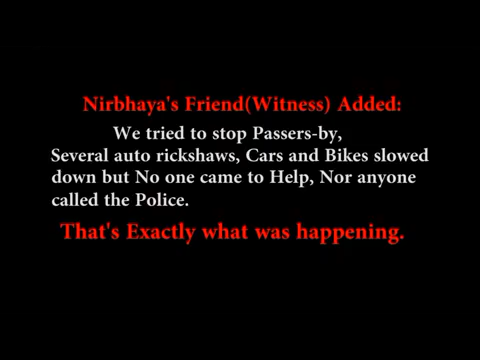 Nirbhaya's Friend(Witness) Added:
We tried to stop Passers-by,
Several auto rickshaws, Cars and Bikes slowed
down but No one came to Help, Nor anyone
called the Police.
That's Exactly what was happening.